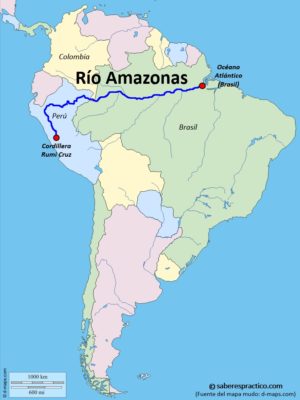 Colombia
Río Amazonas
Océano
Atlántico
(Brasil)
Perú
Cordillera
Rumi Cruz
Brasil
1000 km
600 mi
© d-maps.com
© saberespractico.com
(Fuente del mapa mudo: d-maps.com)